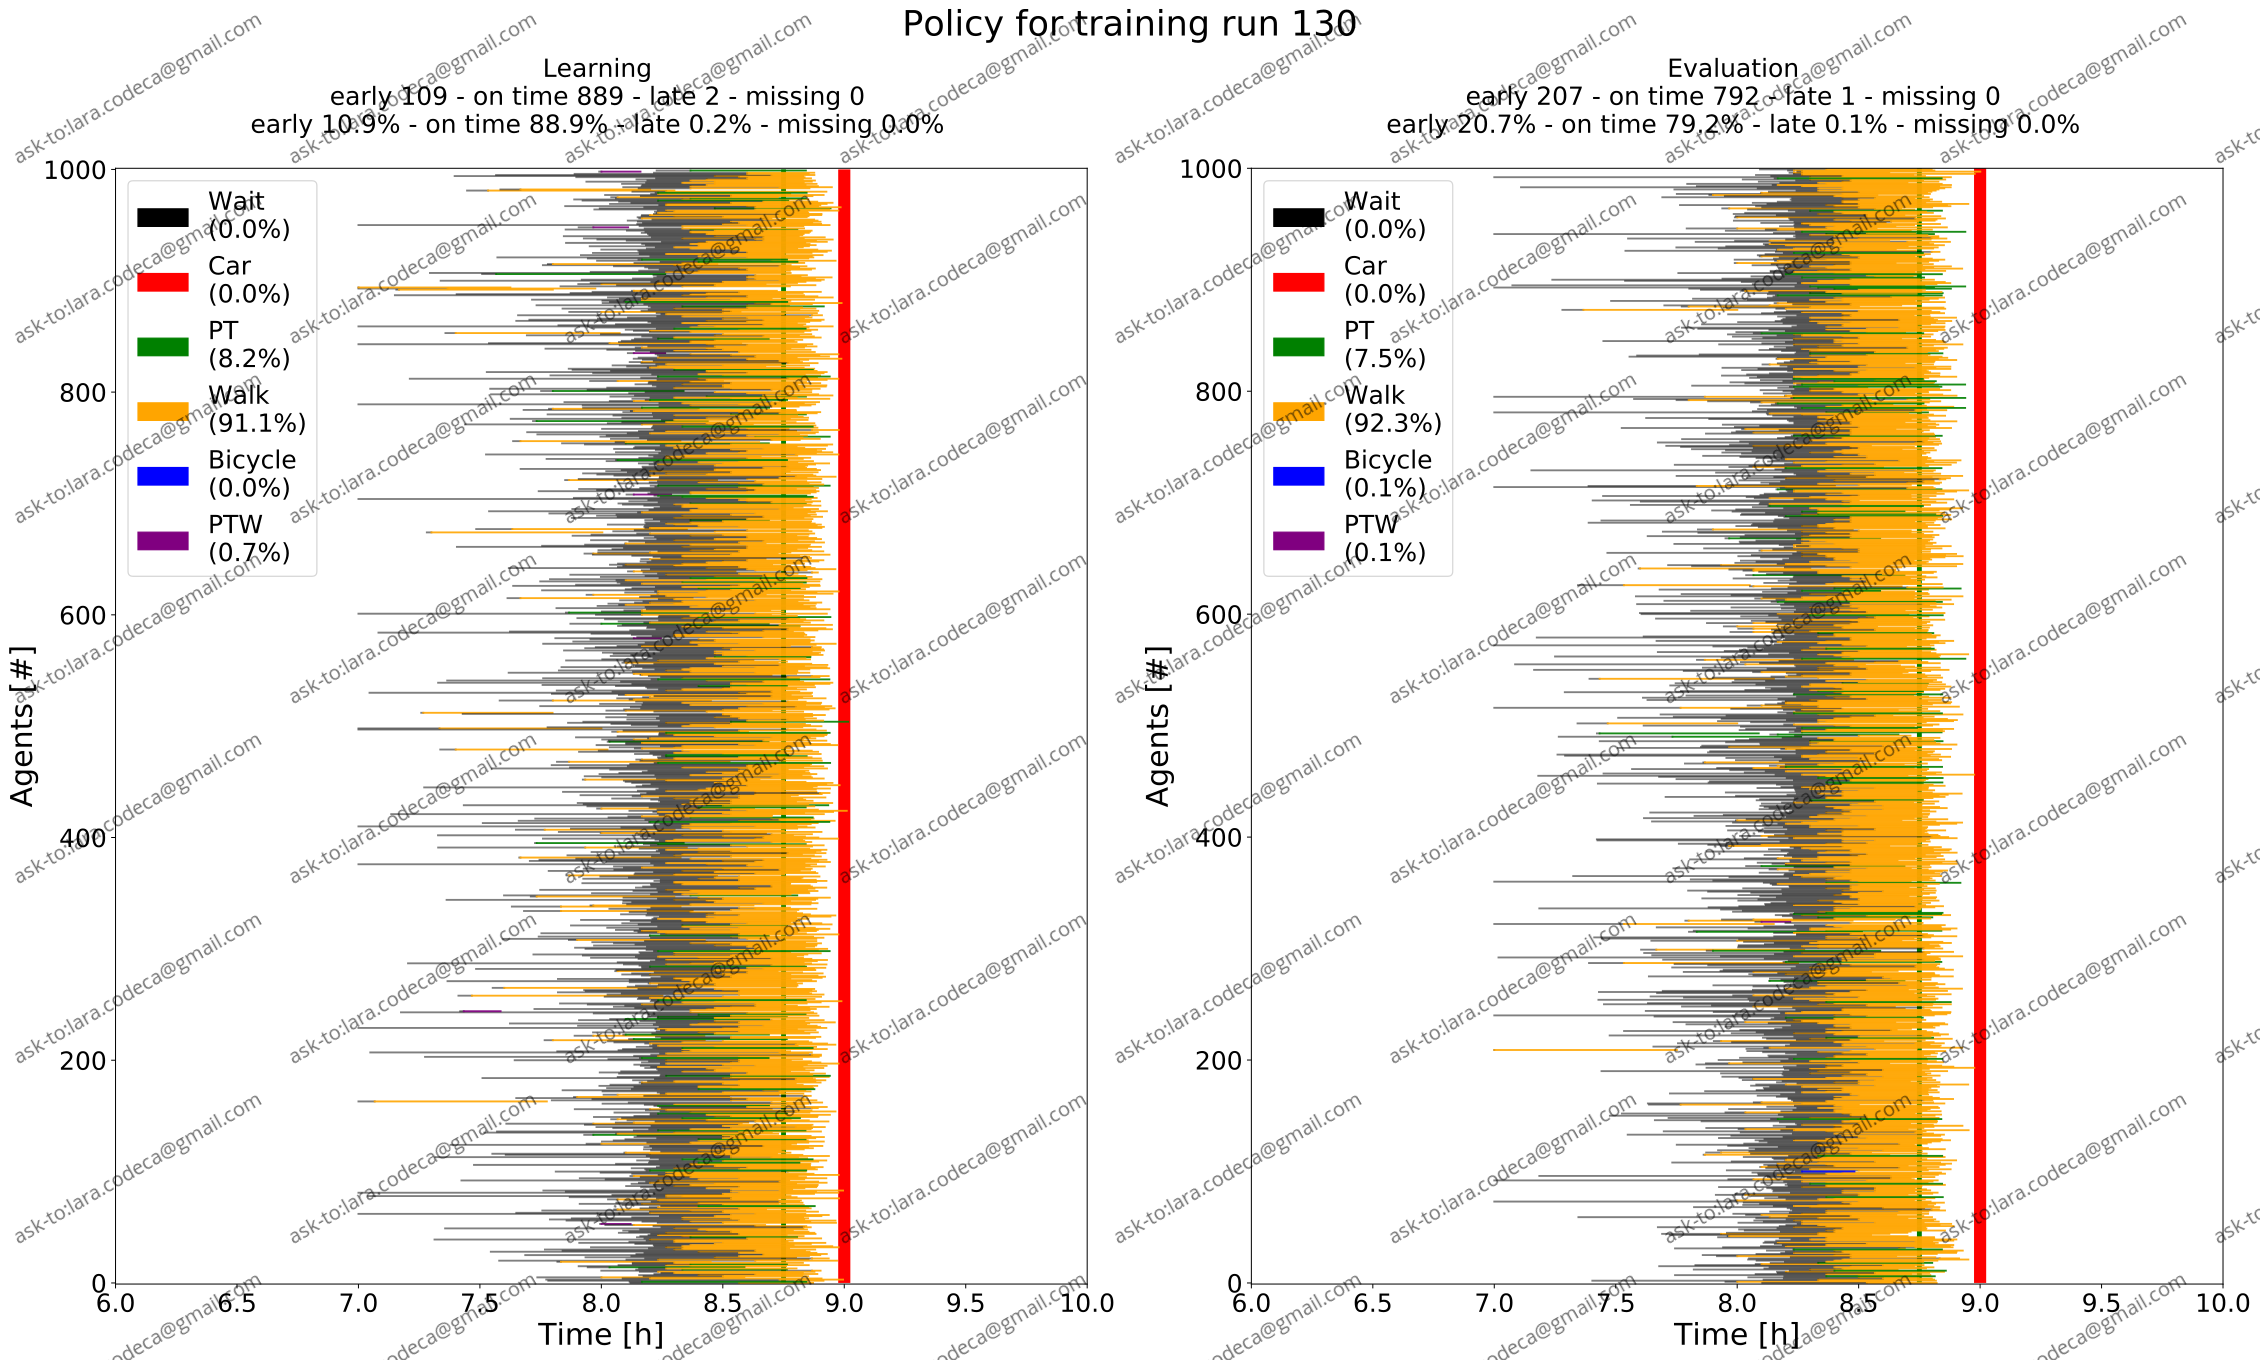 Policy for training run 130
Learning
early 109 - on time 889 - late 2 - missing 0
early 10.9% - on time 88.9% - late 0.2% - missing 0.0%
1000
800
600
400
200
0
Agents [#]
Wait
(0.0%)
Car
(0.0%)
PT
(8.2%)
Walk
(91.1%)
Bicycle
(0.0%)
PTW
(0.7%)
6.0 6.5 7.0 7.5 8.0 8.5 9.0 9.5 10.0
Time [h]
Evaluation
early 207 - on time 792 - late 1 - missing 0
early 20.7% - on time 79.2% - late 0.1% - missing 0.0%
1000
800
600
400
200
0
Agents [#]
Wait
(0.0%)
Car
(0.0%)
PT
(7.5%)
Walk
(92.3%)
Bicycle
(0.1%)
PTW
(0.1%)
6.0 6.5 7.0 7.5 8.0 8.5 9.0 9.5 10.0
Time [h]
ask-to:lara.codeca@gmail.com